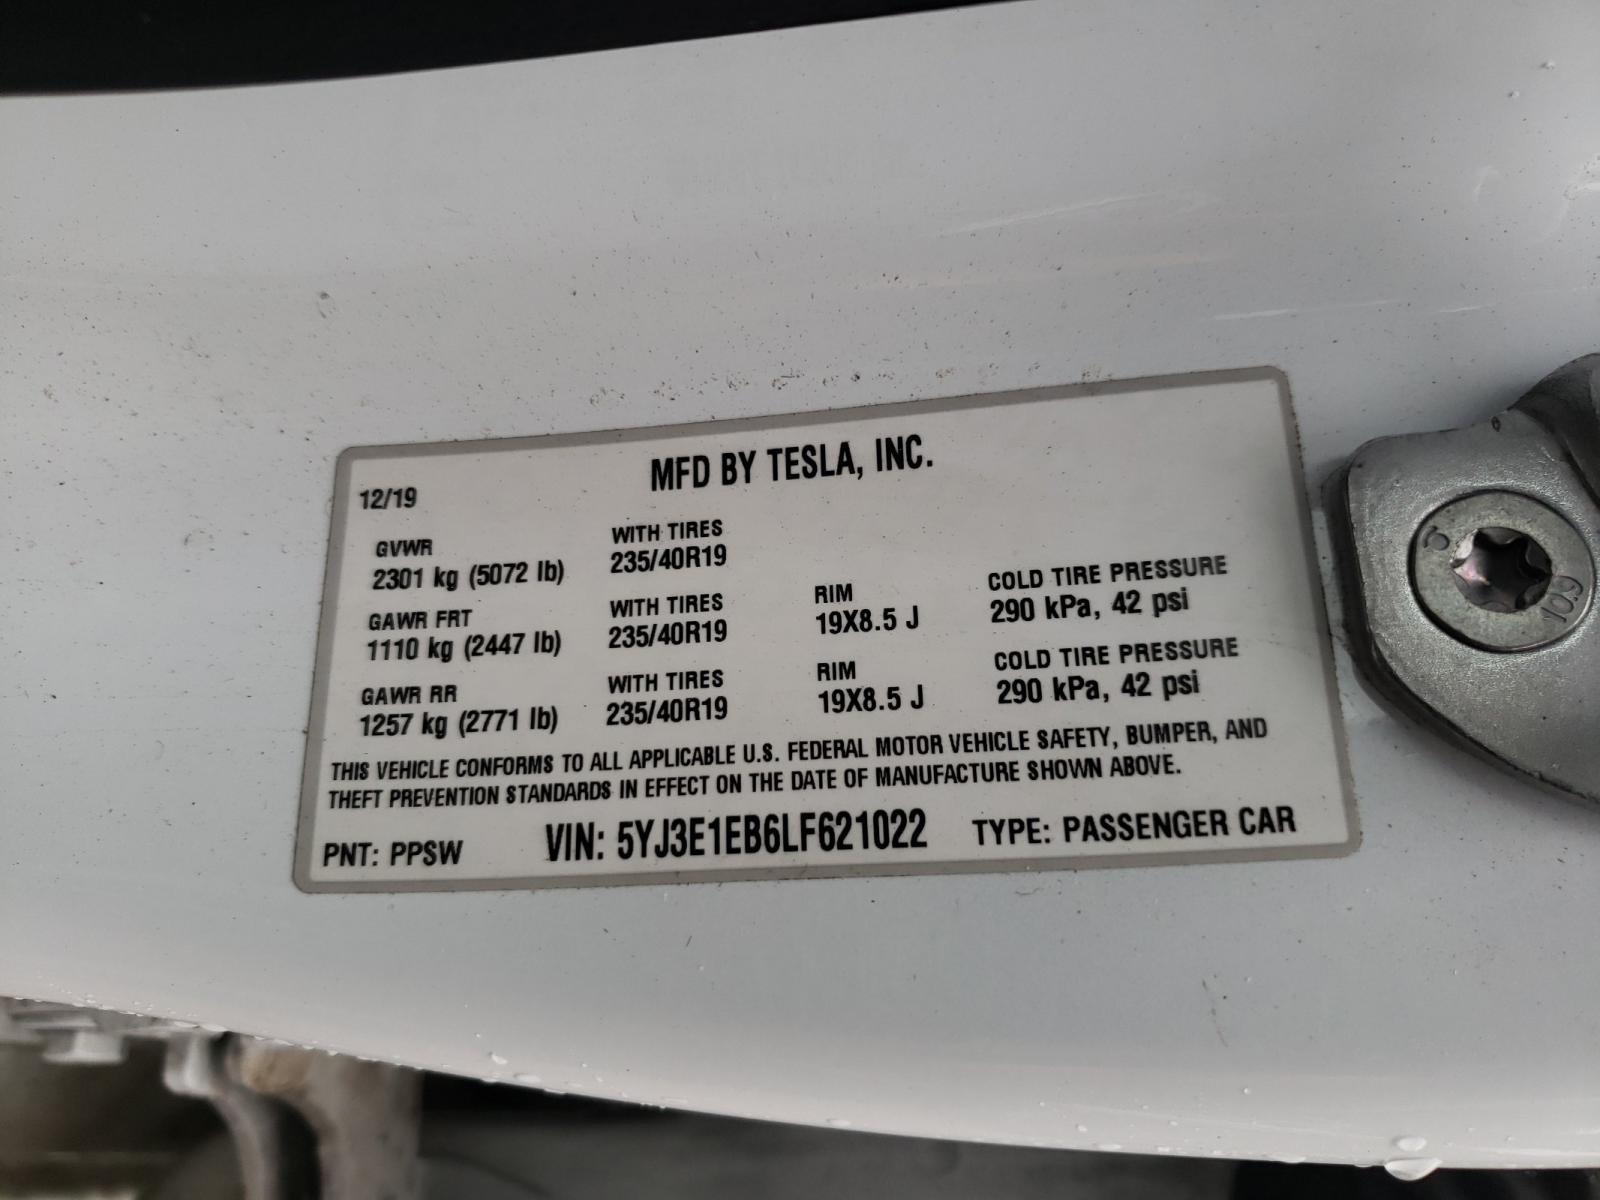 MFD BY TESLA, INC.
12/19
GVWR WITH TIRES
2301 kg (5072 lb) 235/40R19
GAWR FRT WITH TIRES RIM COLD TIRE PRESSURE
1110 kg (2447 lb) 235/40R19 19X8.5 J 290 kPa, 42 psi
GAWR RR WITH TIRES RIM COLD TIRE PRESSURE
1257 kg (2771 lb) 235/40R19 19X8.5 J 290 kPa, 42 psi
THIS VEHICLE CONFORMS TO ALL APPLICABLE U.S. FEDERAL MOTOR VEHICLE SAFETY, BUMPER, AND
THEFT PREVENTION STANDARDS IN EFFECT ON THE DATE OF MANUFACTURE SHOWN ABOVE.
PNT: PPSW VIN: 5YJ3E1EB6LF621022 TYPE: PASSENGER CAR
10.9